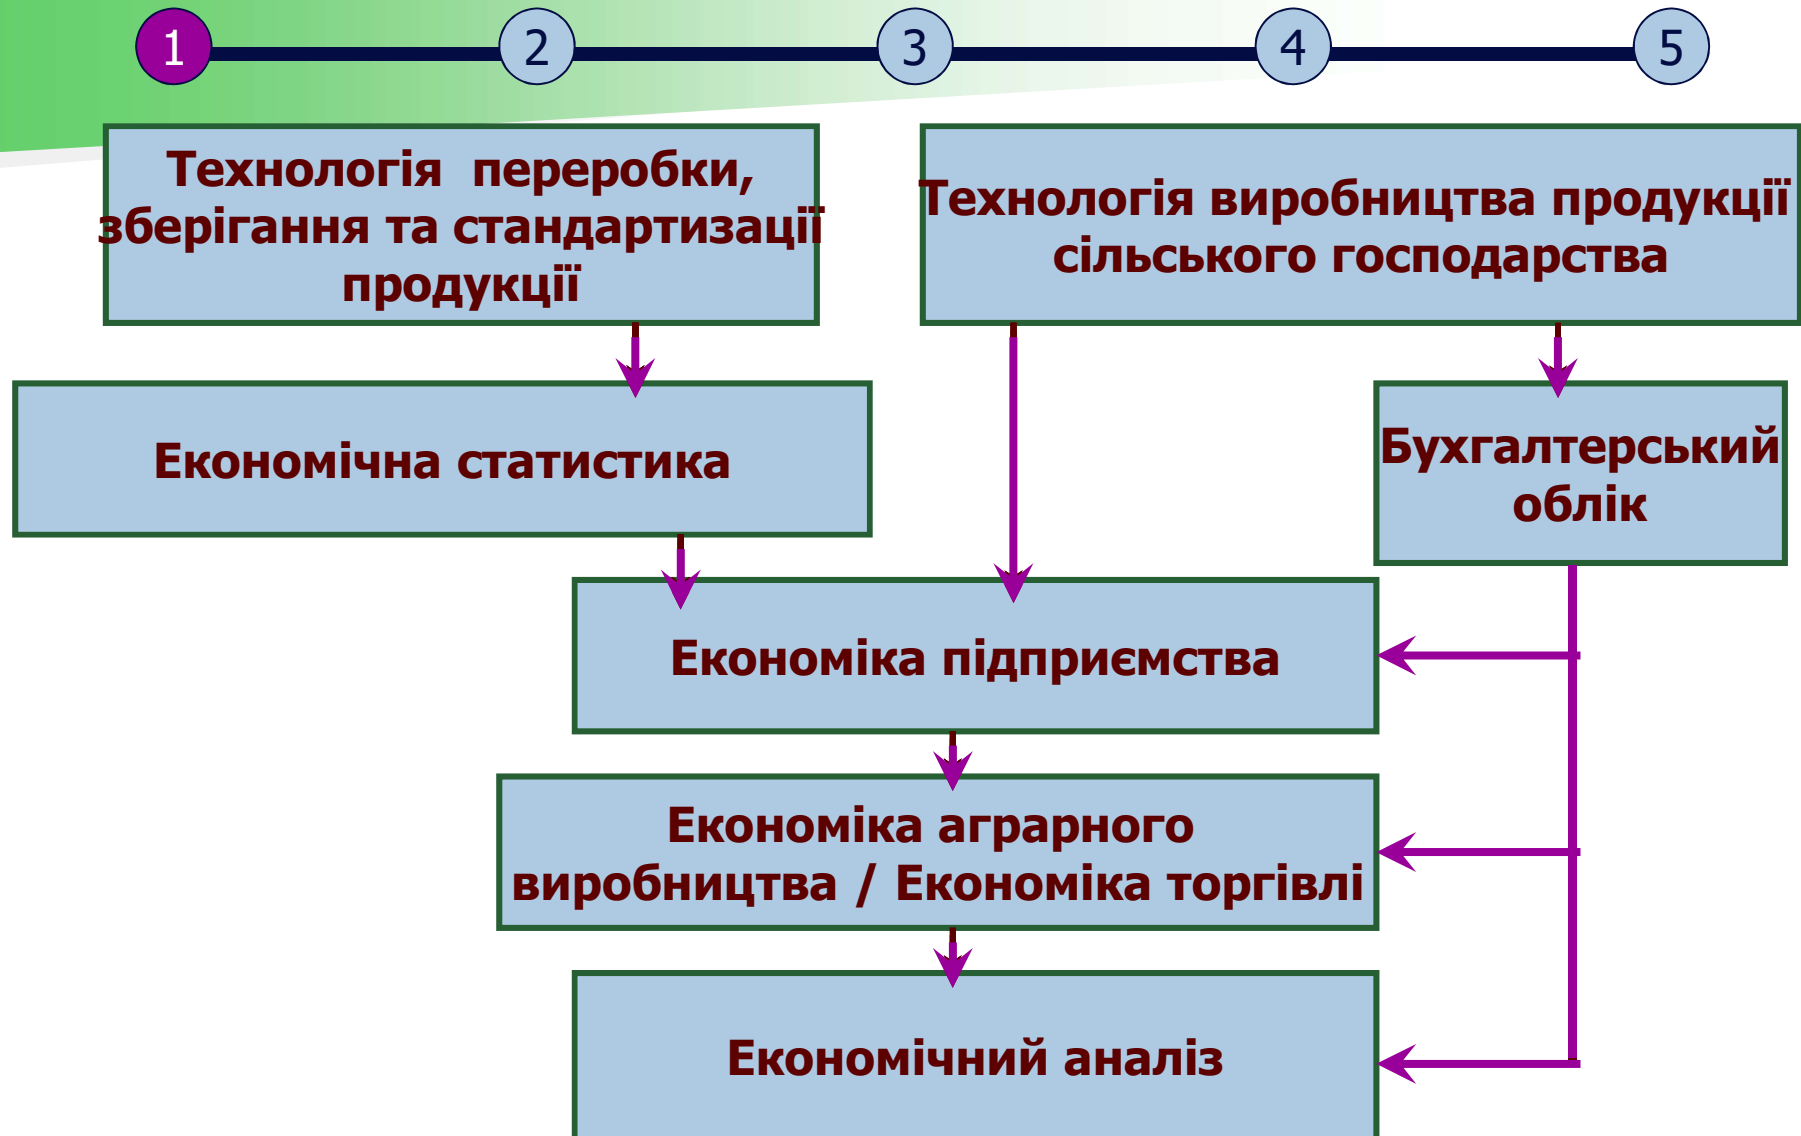 1 2 3 4 5
Технологія переробки,
зберігання та стандартизації
продукції
Технологія виробництва продукції
сільського господарства
Економічна статистика
Бухгалтерський
облік
Економіка підприємства
Економіка аграрного
виробництва / Економіка торгівлі
Економічний аналіз